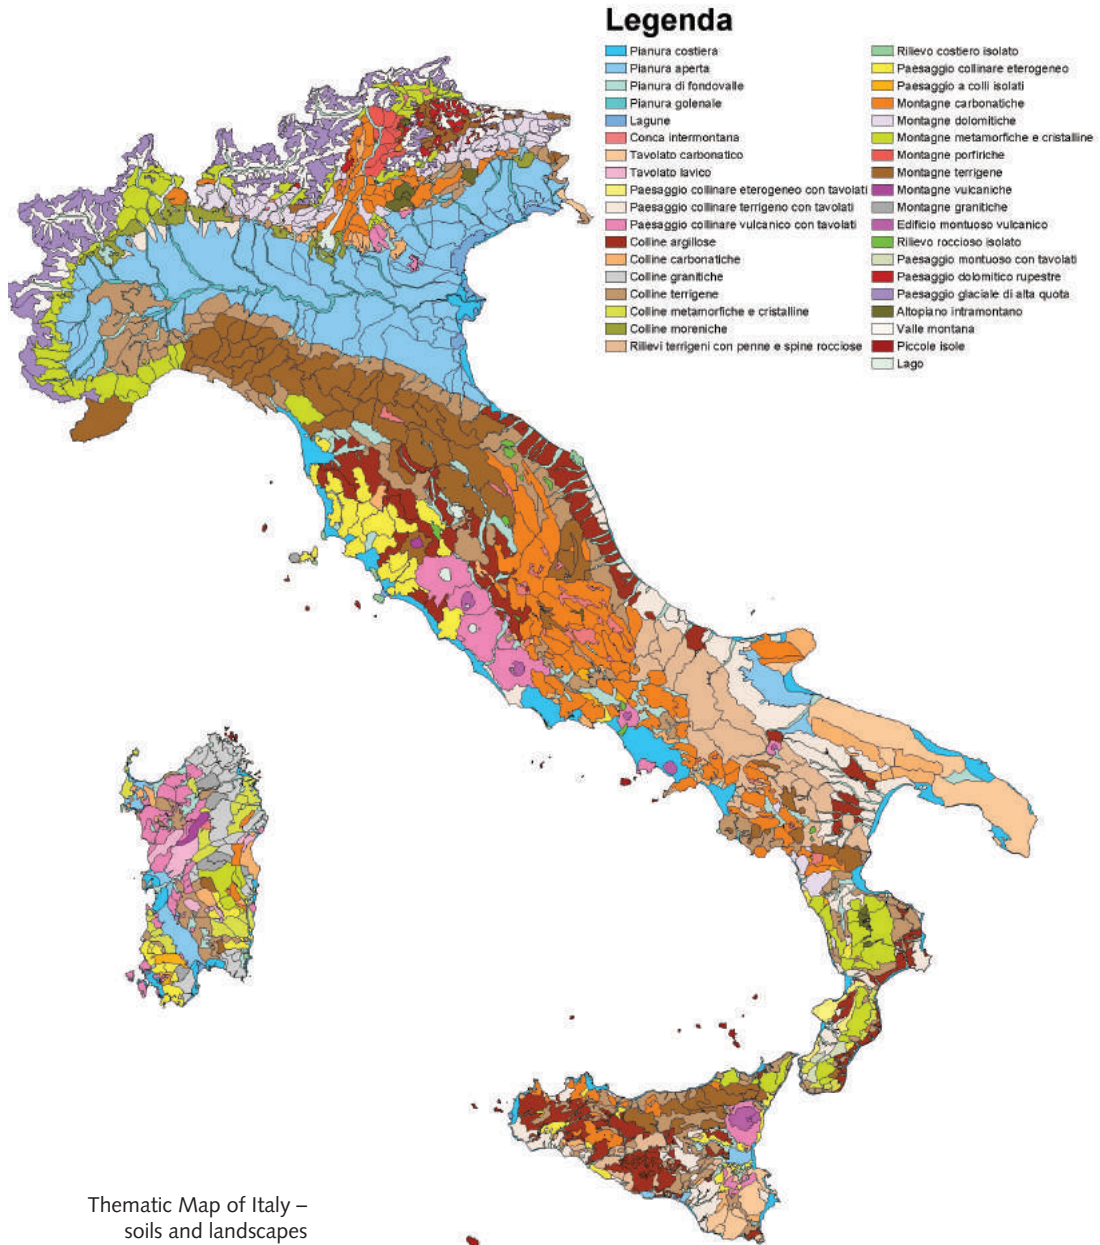 Legenda
Pianura costiera
Pianura aperta
Pianura di fondovalle
Pianura golenale
Lagune
Conca intermontana
Tavolato carbonatico
Tavolato lavico
Paesaggio collinare eterogeneo con tavolati
Paesaggio collinare terrigeno con tavolati
Paesaggio collinare vulcanico con tavolati
Colline argillose
Colline carbonatiche
Colline granitiche
Colline terrigene
Colline metamorfiche e cristalline
Colline moreniche
Rilievi terrigeni con penne e spine rocciose
Rilievo costiero isolato
Paesaggio collinare eterogeneo
Paesaggio a colli isolati
Montagne carbonatiche
Montagne dolomitiche
Montagne metamorfiche e cristalline
Montagne porfiriche
Montagne terrigene
Montagne vulcaniche
Montagne granitiche
Edificio montuoso vulcanico
Rilievo roccioso isolato
Paesaggio montuoso con tavolati
Paesaggio dolomitico rupestre
Paesaggio glaciale di alta quota
Altopiano intramontano
Valle montana
Piccole isole
Lago
Thematic Map of Italy –
soils and landscapes